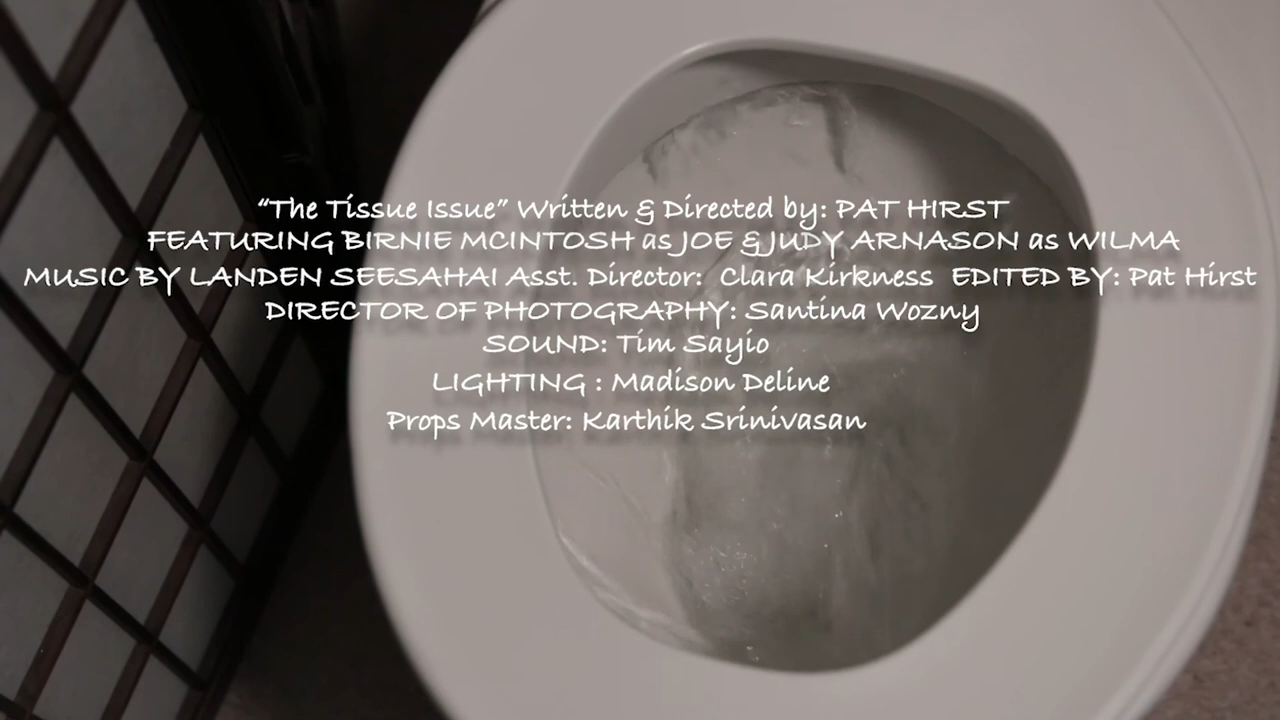 “The Tissue Issue” Written & Directed by: PAT HIRST
FEATURING BIRNIE MCINTOSH as JOE & JUDY ARNASON as WILMA
MUSIC BY LANDEN SEESAHAI Asst. Director: Clara Kirkness EDITED BY: Pat Hirst
DIRECTOR OF PHOTOGRAPHY: Santina Wozny
SOUND: Tim Sayio
LIGHTING : Madison Deline
Props Master: Karthik Srinivasan